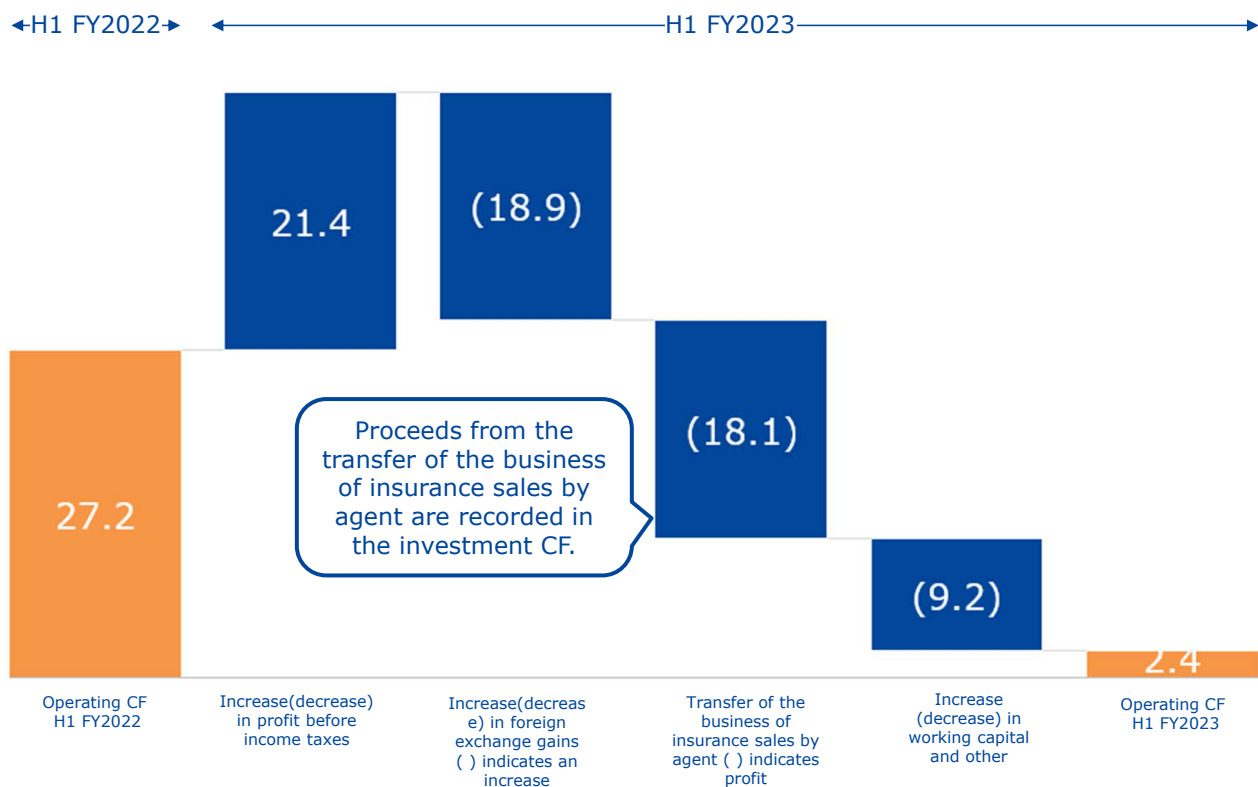 H1 FY2022
H1 FY2023
21.4
(18.9)
Proceeds from the
transfer of the business
of insurance sales by
agent are recorded in
the investment CF.
(18.1)
27.2
(9.2)
2.4
Operating CF
H1 FY2022
Increase(decrease)
in profit before
income taxes
Increase(decreas
e) in foreign
exchange gains
( ) indicates an
increase
Transfer of the
business of
insurance sales by
agent ( ) indicates
profit
Increase
(decrease) in
working capital
and other
Operating CF
H1 FY2023